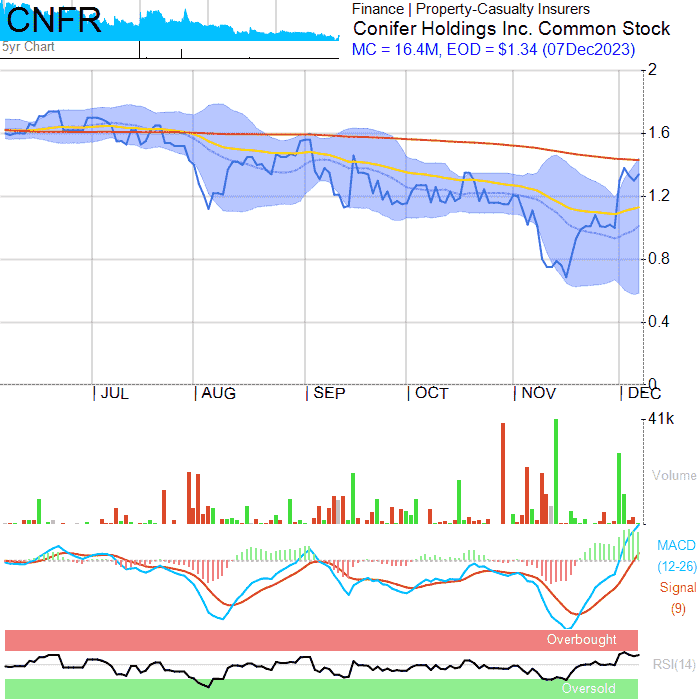 CNFR
5yr Chart
Finance | Property-Casualty Insurers
Conifer Holdings Inc. Common Stock
MC = 16.4M, EOD = $1.34 (07Dec2023)
2
1.6
1.2
0.8
0.4
0
JUL AUG SEP OCT NOV DEC
41k
Volume
MACD
(12-26)
Signal
(9)
Overbought
RSI(14)
Oversold